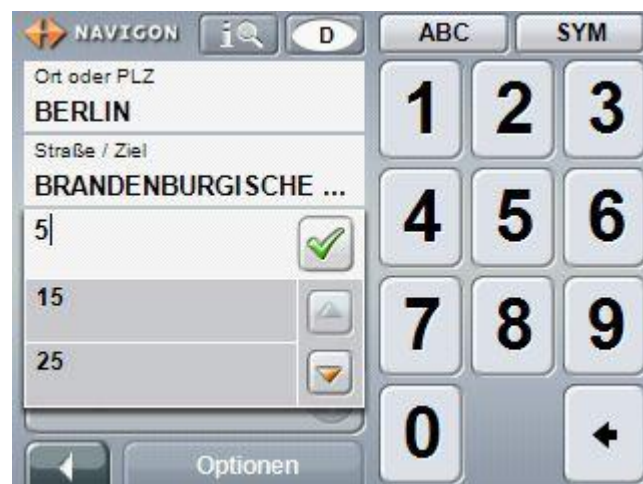 NAVIGON
i
D
ABC
SYM
Ort oder PLZ
BERLIN
Straße / Ziel
BRANDENBURGISCHE ...
5
15
25
1 2 3
4 5 6
7 8 9
0
Optionen